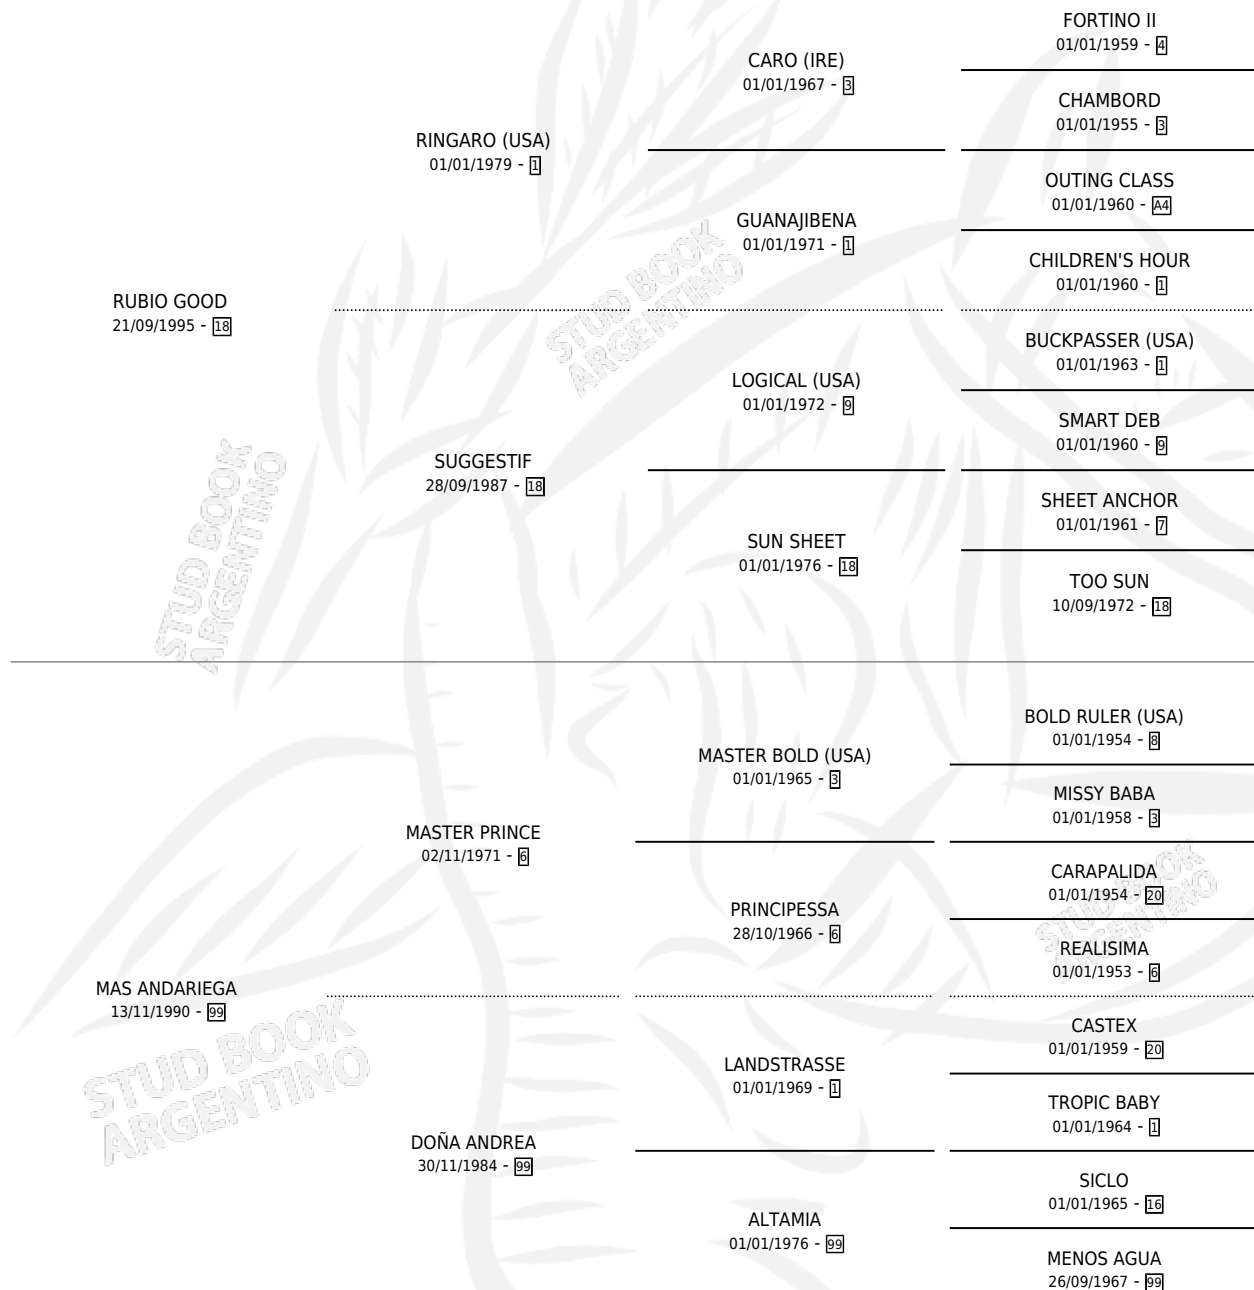 FORTINO II
01/01/1959 - 4
CARO (IRE)
01/01/1967 - 3
CHAMBORD
01/01/1955 - 3
RINGARO (USA)
01/01/1979 - 1
OUTING CLASS
01/01/1960 - A4
GUANAJIBENA
01/01/1971 - 1
CHILDREN'S HOUR
01/01/1960 - 1
RUBIO GOOD
21/09/1995 - 18
BUCKPASSER (USA)
01/01/1963 - 1
LOGICAL (USA)
01/01/1972 - 9
SMART DEB
01/01/1960 - 9
SUGGESTIF
28/09/1987 - 18
SHEET ANCHOR
01/01/1961 - 7
SUN SHEET
01/01/1976 - 18
TOO SUN
10/09/1972 - 18
BOLD RULER (USA)
01/01/1954 - 8
MASTER BOLD (USA)
01/01/1965 - 3
MISSY BABA
01/01/1958 - 3
MASTER PRINCE
02/11/1971 - 6
CARAPALIDA
01/01/1954 - 20
PRINCIPESSA
28/10/1966 - 6
REALISIMA
01/01/1953 - 6
MAS ANDARIEGA
13/11/1990 - 99
CASTEX
01/01/1959 - 20
LANDSTRASSE
01/01/1969 - 1
TROPIC BABY
01/01/1964 - 1
DOÑA ANDREA
30/11/1984 - 99
SICLO
01/01/1965 - 16
ALTAMIA
01/01/1976 - 99
MENOS AGUA
26/09/1967 - 99
STUD BOOK
ARGENTINO
STUD BOOK
ARGENTINO
STUD BOOK
ARGENTINO
STUD BOOK
ARGENTINO